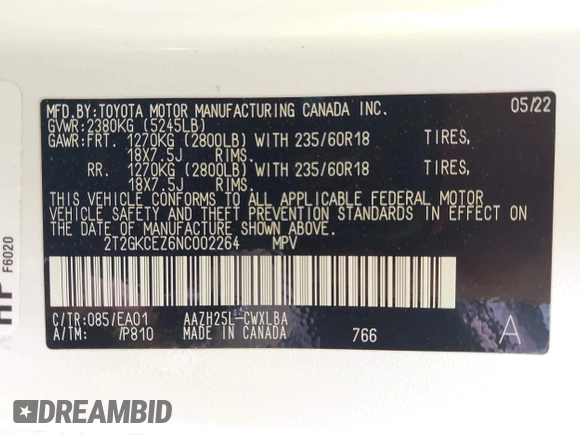 MFD.BY:TOYOTA MOTOR MANUFACTURING CANADA INC. 05/22
GVWR:2380KG (5245LB)
GAWR:FRT. 1270KG (2800LB) WITH 235/60R18 TIRES,
18X7.5J RIMS.
RR. 1270KG (2800LB) WITH 235/60R18 TIRES,
18X7.5J RIMS.
THIS VEHICLE CONFORMS TO ALL APPLICABLE FEDERAL MOTOR
VEHICLE SAFETY AND THEFT PREVENTION STANDARDS IN EFFECT
ON THE DATE OF MANUFACTURE SHOWN ABOVE.
2T2GKCEZ6NC002264 MPV
C/TR:085/EA01 AAZH25L-CWXLBA
A/TM: /P810 MADE IN CANADA 766 A
F6020
DREAMBID